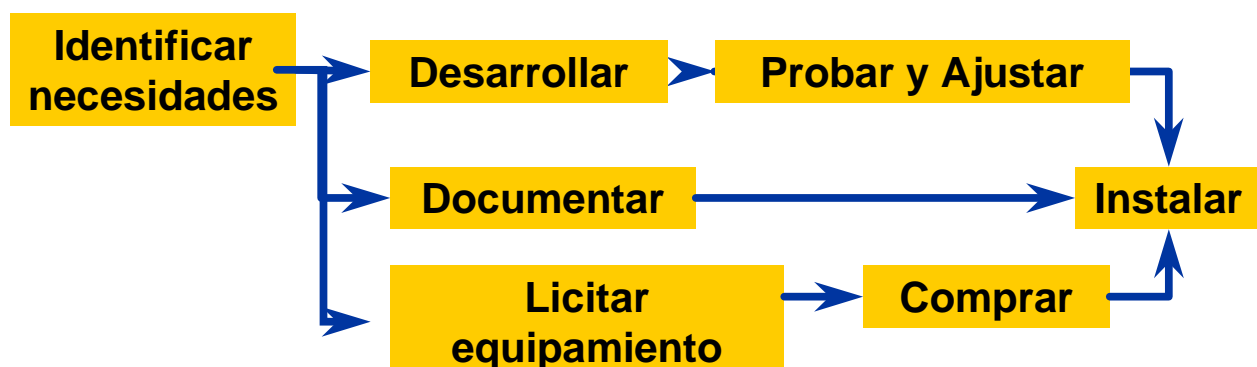 Identificar
necesidades
Desarrollar
Probar y Ajustar
Documentar
Instalar
Licitar
equipamiento
Comprar